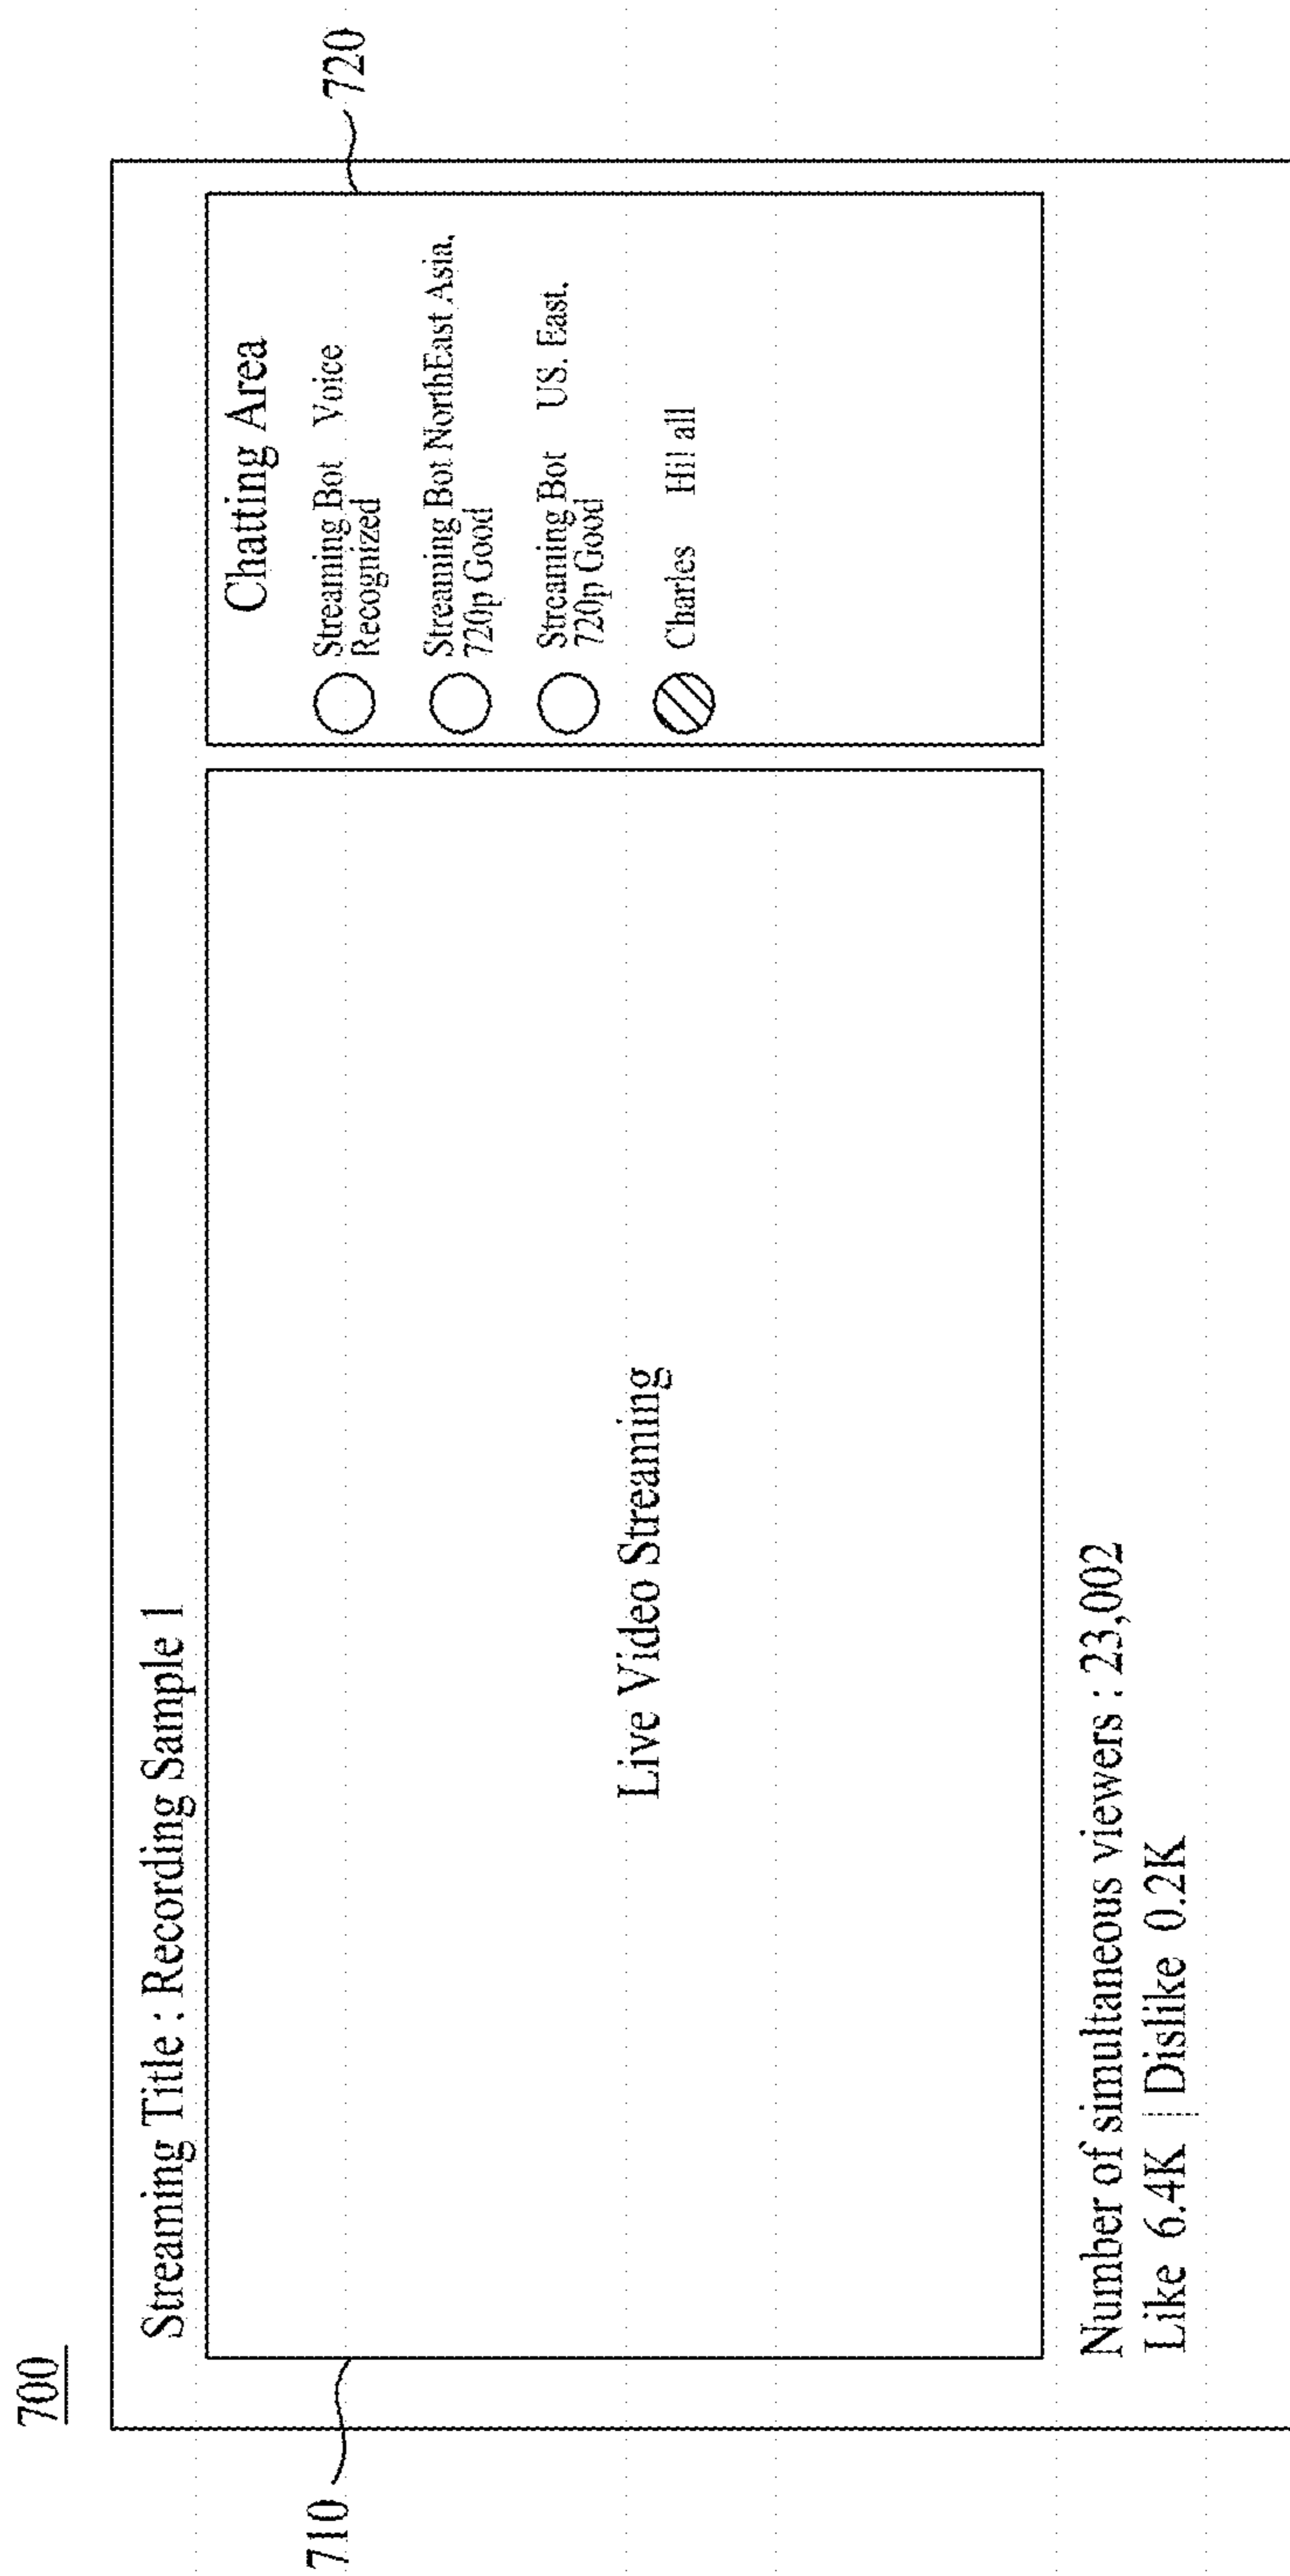 700
Streaming Title : Recording Sample 1
710
Live Video Streaming
720
Chatting Area
Streaming Bot Voice
Recognized
Streaming Bot NorthEast Asia,
720p Good
Streaming Bot US. East,
720p Good
Charles Hi! all
Number of simultaneous viewers : 23,002
Like 6.4K | Dislike 0.2K